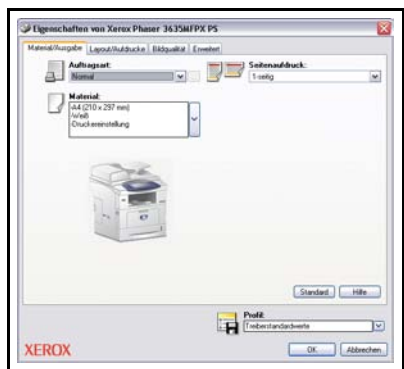 Eigenschaften von Xerox Phaser 3635MFPX PS
Material/Ausgabe Layout/Aufdrucke Bildqualität Erweitert
Auftragsart: Seitenaufdruck:
Normal 1-seitig
Material:
-A4 (210 x 297 mm)
-Weiß
-Druckereinstellung
Standard Hilfe
Profil:
Treiberstandardwerte
XEROX OK Abbrechen